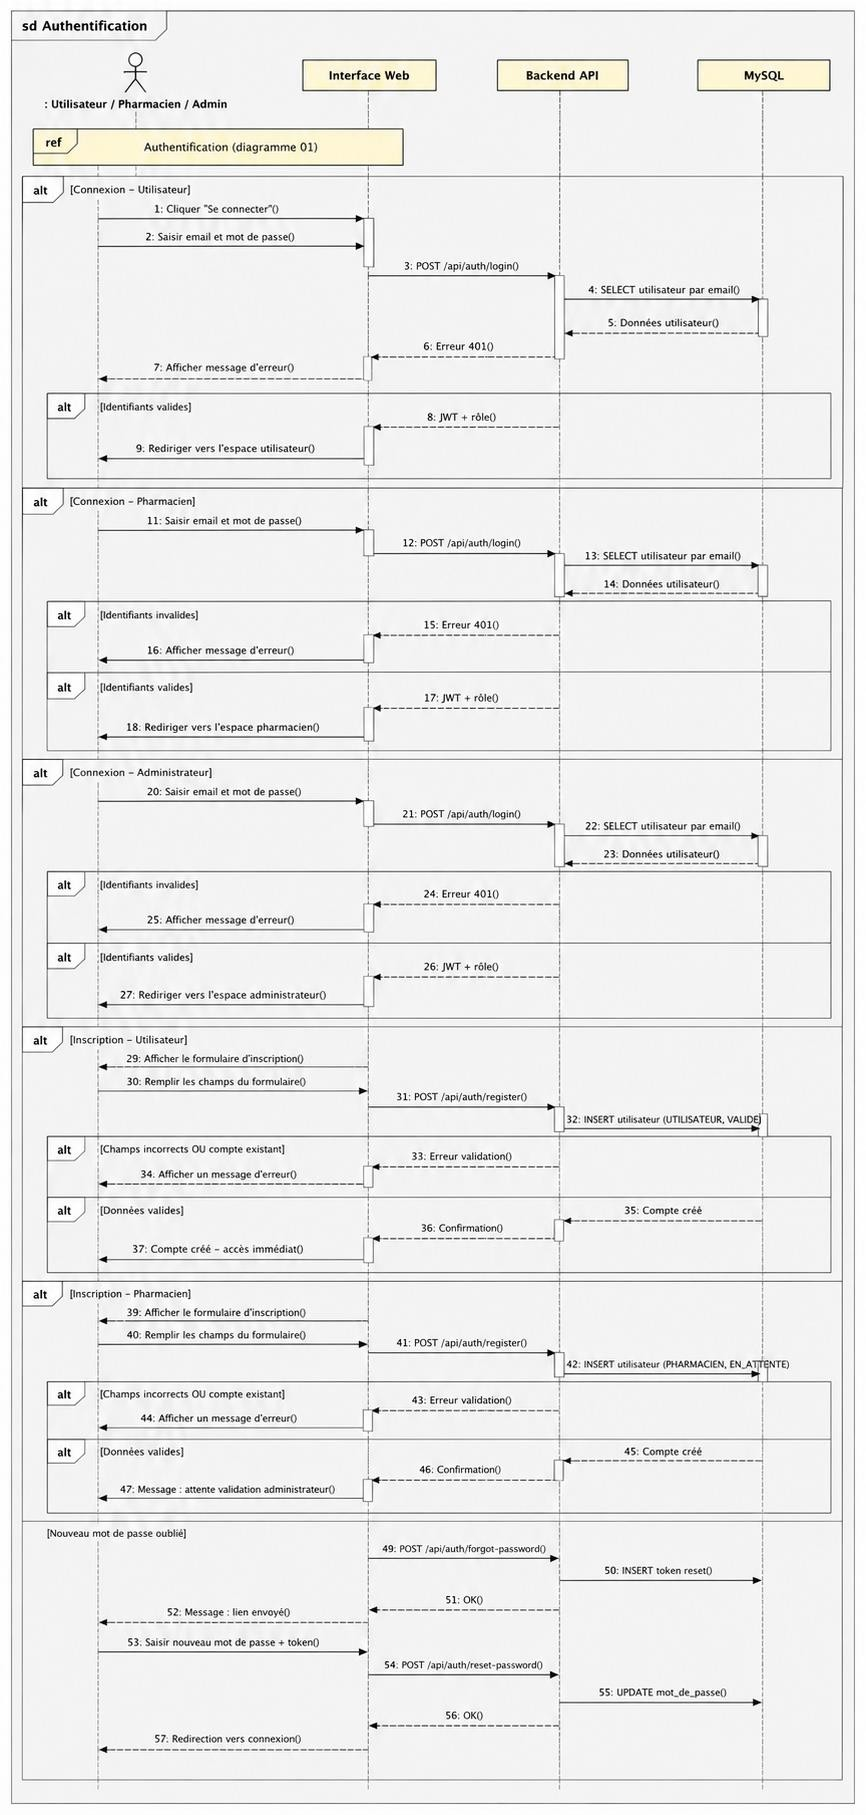 sd Authentification
: Utilisateur / Pharmacien / Admin
Interface Web
Backend API
MySQL
ref
Authentification (diagramme 01)
alt
[Connexion – Utilisateur]
1: Cliquer "Se connecter"()
2: Saisir email et mot de passe()
3: POST /api/auth/login()
4: SELECT utilisateur par email()
5: Données utilisateur()
6: Erreur 401()
7: Afficher message d'erreur()
alt
[Identifiants valides]
8: JWT + rôle()
9: Rediriger vers l'espace utilisateur()
alt
[Connexion – Pharmacien]
11: Saisir email et mot de passe()
12: POST /api/auth/login()
13: SELECT utilisateur par email()
14: Données utilisateur()
alt
[Identifiants invalides]
15: Erreur 401()
16: Afficher message d'erreur()
alt
[Identifiants valides]
17: JWT + rôle()
18: Rediriger vers l'espace pharmacien()
alt
[Connexion – Administrateur]
20: Saisir email et mot de passe()
21: POST /api/auth/login()
22: SELECT utilisateur par email()
23: Données utilisateur()
alt
[Identifiants invalides]
24: Erreur 401()
25: Afficher message d'erreur()
alt
[Identifiants valides]
26: JWT + rôle()
27: Rediriger vers l'espace administrateur()
alt
[Inscription – Utilisateur]
29: Afficher le formulaire d'inscription()
30: Remplir les champs du formulaire()
31: POST /api/auth/register()
32: INSERT utilisateur (UTILISATEUR, VALIDE)
alt
[Champs incorrects OU compte existant]
33: Erreur validation()
34: Afficher un message d'erreur()
alt
[Données valides]
35: Compte créé
36: Confirmation()
37: Compte créé – accès immédiat()
alt
[Inscription – Pharmacien]
39: Afficher le formulaire d'inscription()
40: Remplir les champs du formulaire()
41: POST /api/auth/register()
42: INSERT utilisateur (PHARMACIEN, EN_ATTENTE)
alt
[Champs incorrects OU compte existant]
43: Erreur validation()
44: Afficher un message d'erreur()
alt
[Données valides]
45: Compte créé
46: Confirmation()
47: Message : attente validation administrateur()
[Nouveau mot de passe oublié]
49: POST /api/auth/forgot-password()
50: INSERT token reset()
51: OK()
52: Message : lien envoyé()
53: Saisir nouveau mot de passe + token()
54: POST /api/auth/reset-password()
55: UPDATE mot_de_passe()
56: OK()
57: Redirection vers connexion()